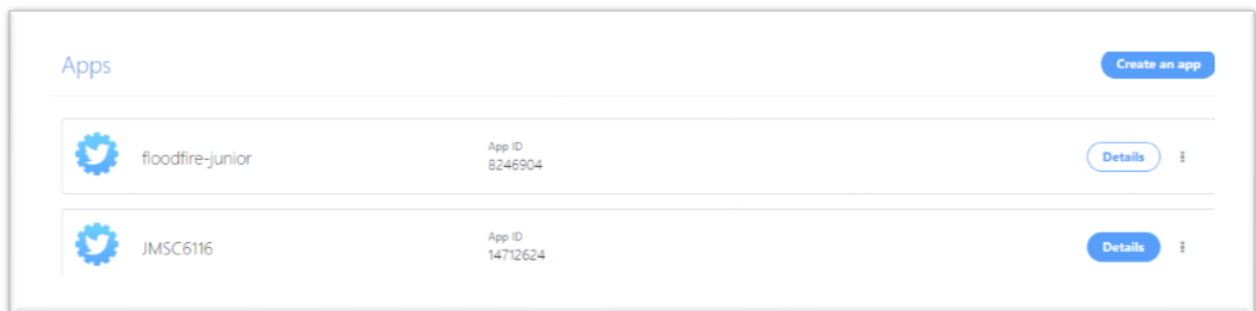 Apps
Create an app
floodfire-junior
App ID
8246904
Details
JMSC6116
App ID
14712624
Details